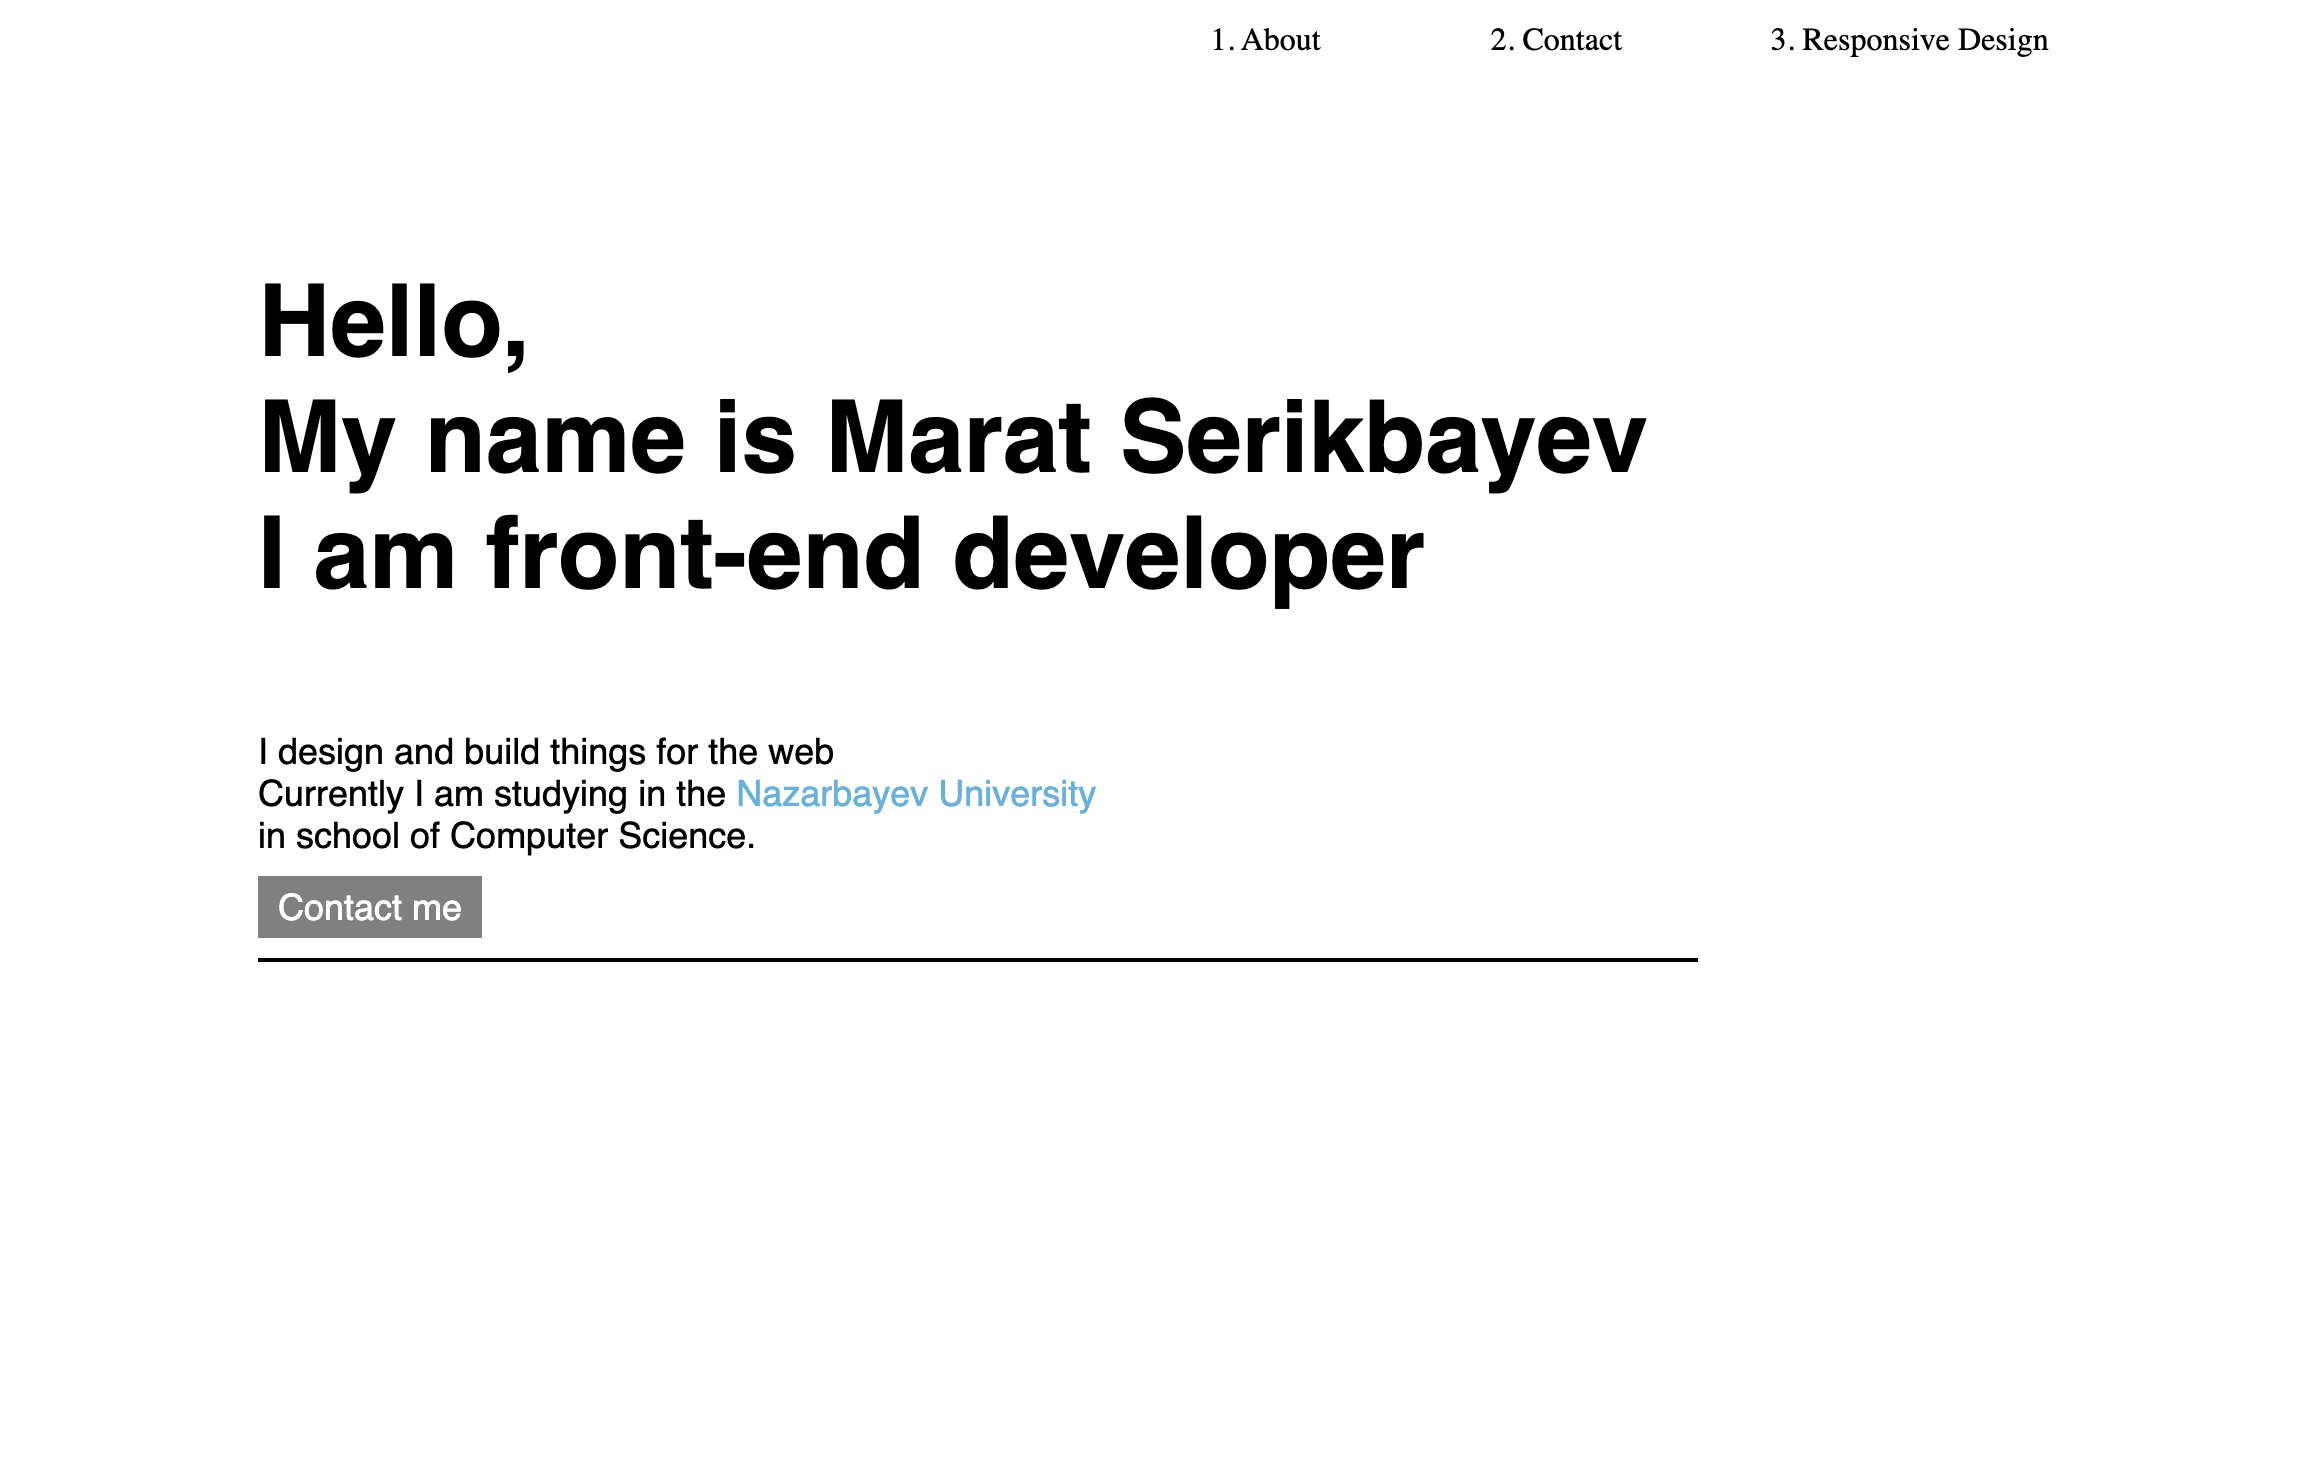 1. About
2. Contact
3. Responsive Design
Hello,
My name is Marat Serikbayev
I am front-end developer
I design and build things for the web
Currently I am studying in the Nazarbayev University
in school of Computer Science.
Contact me